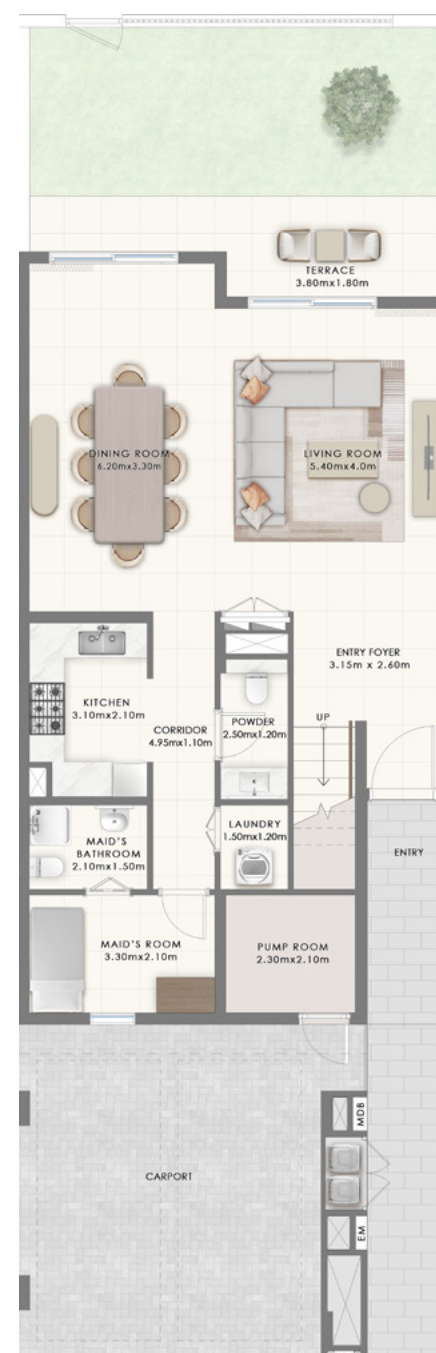 TERRACE
3.80mx1.80m
DINING ROOM
6.20mx3.30m
LIVING ROOM
5.40mx4.0m
ENTRY FOYER
3.15m x 2.60m
KITCHEN
3.10mx2.10m
CORRIDOR
4.95mx1.10m
POWDER
2.50mx1.20m
UP
MAID'S
BATHROOM
2.10mx1.50m
LAUNDRY
1.50mx1.20m
ENTRY
MAID'S ROOM
3.30mx2.10m
PUMP ROOM
2.30mx2.10m
MDB
CARPORT
EM